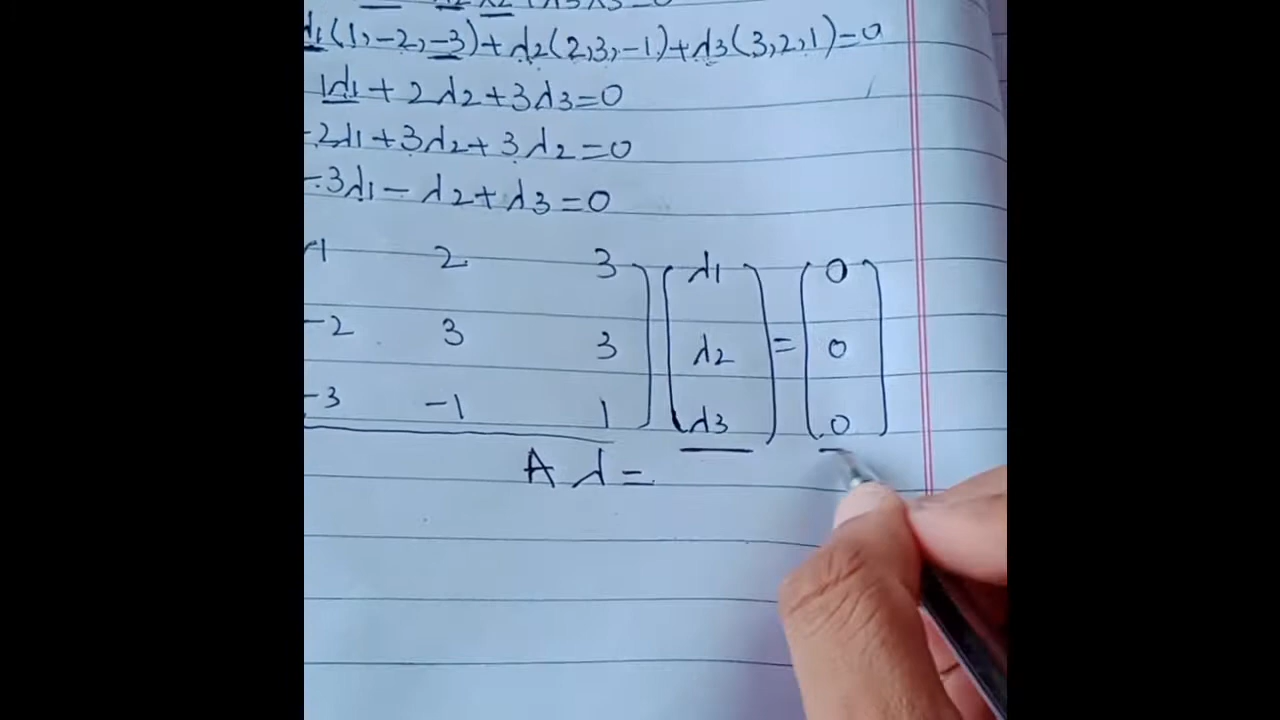 λ1(1,-2,-3)+λ2(2,3,-1)+λ3(3,2,1)=0
1λ1+2λ2+3λ3=0
-2λ1+3λ2+3λ2=0
-3λ1-λ2+λ3=0
1 2 3 λ1 0
-2 3 3 λ2 = 0
-3 -1 1 λ3 0
Aλ=